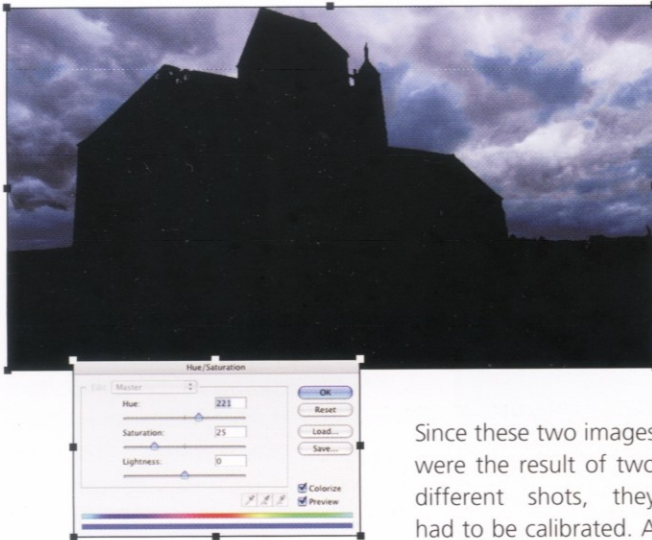 Hue/Saturation
Edit: Master
OK
Hue: 221
Reset
Saturation: 25
Load...
Save...
Lightness: 0
Colorize
Preview
Since these two images
were the result of two
different shots, they
had to be calibrated. A